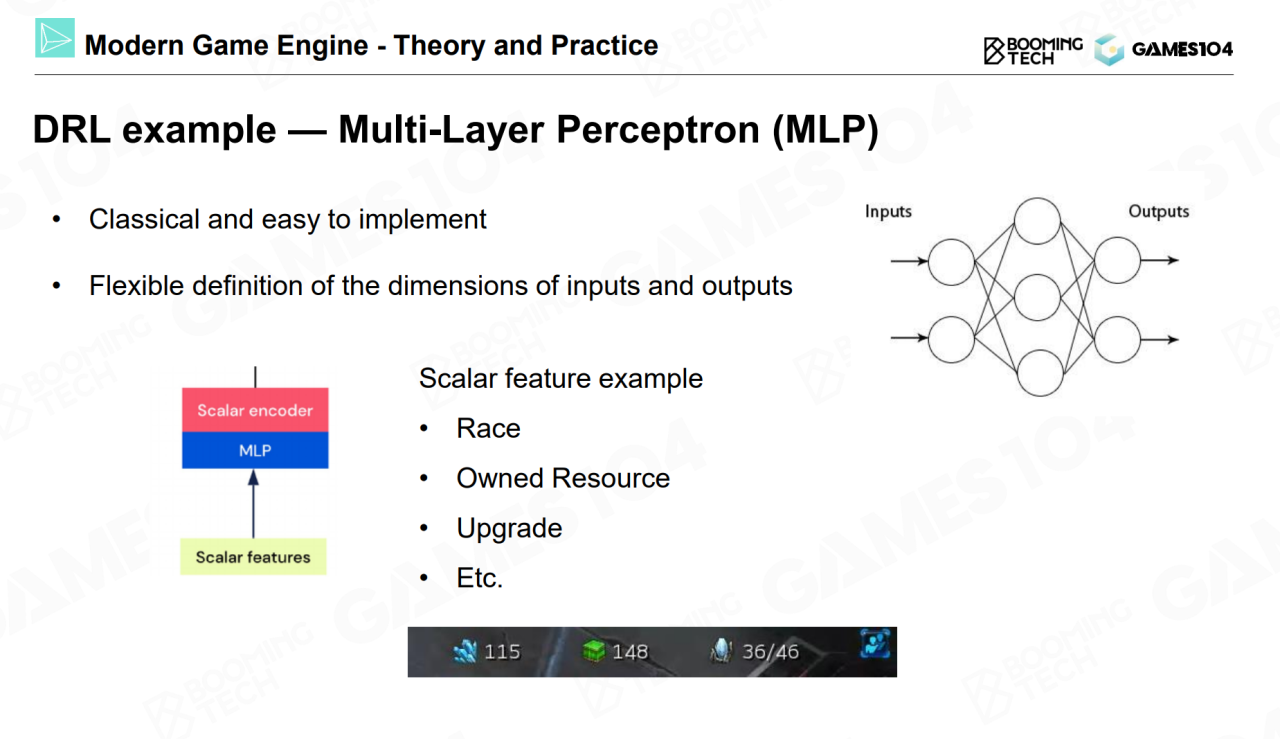 Modern Game Engine - Theory and Practice
BOOMING
TECH
GAMES104
DRL example — Multi-Layer Perceptron (MLP)
• Classical and easy to implement
• Flexible definition of the dimensions of inputs and outputs
Inputs
Outputs
Scalar encoder
MLP
Scalar features
Scalar feature example
• Race
• Owned Resource
• Upgrade
• Etc.
115 148 36/46